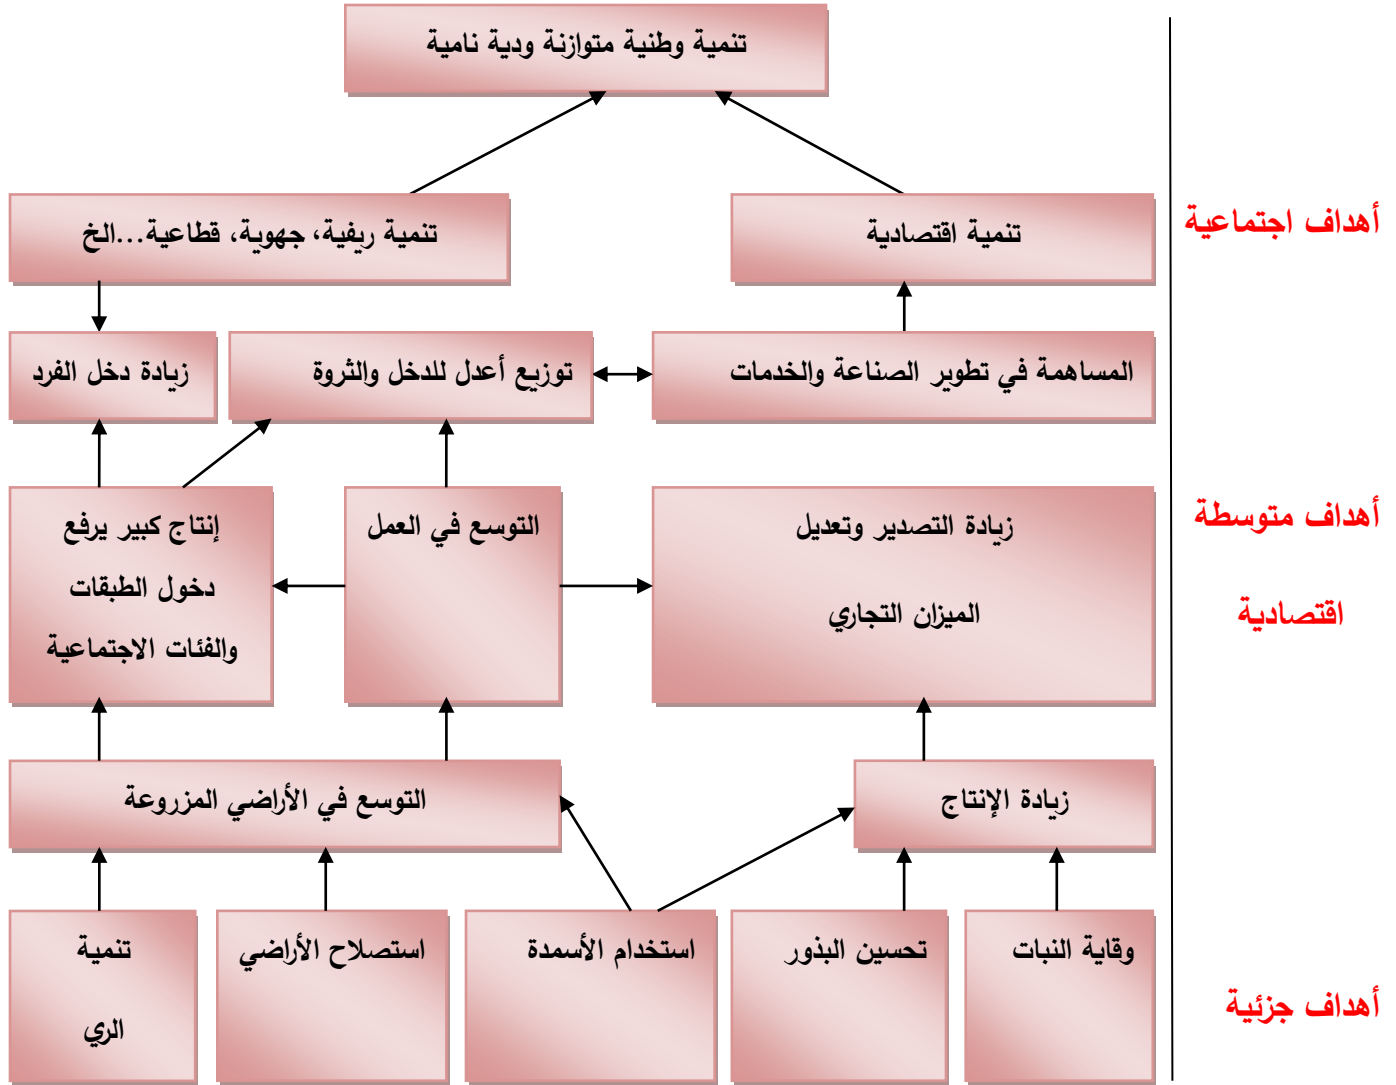 تنمية وطنية متوازنة ودية نامية
أهداف اجتماعية
تنمية اقتصادية
تنمية ريفية، جهوية، قطاعية...الخ
المساهمة في تطوير الصناعة والخدمات
توزيع أعدل للدخل والثروة
زيادة دخل الفرد
أهداف متوسطة
اقتصادية
زيادة التصدير وتعديل
الميزان التجاري
التوسع في العمل
إنتاج كبير يرفع
دخول الطبقات
والفئات الاجتماعية
زيادة الإنتاج
التوسع في الأراضي المزروعة
أهداف جزئية
وقاية النبات
تحسين البذور
استخدام الأسمدة
استصلاح الأراضي
تنمية
الري